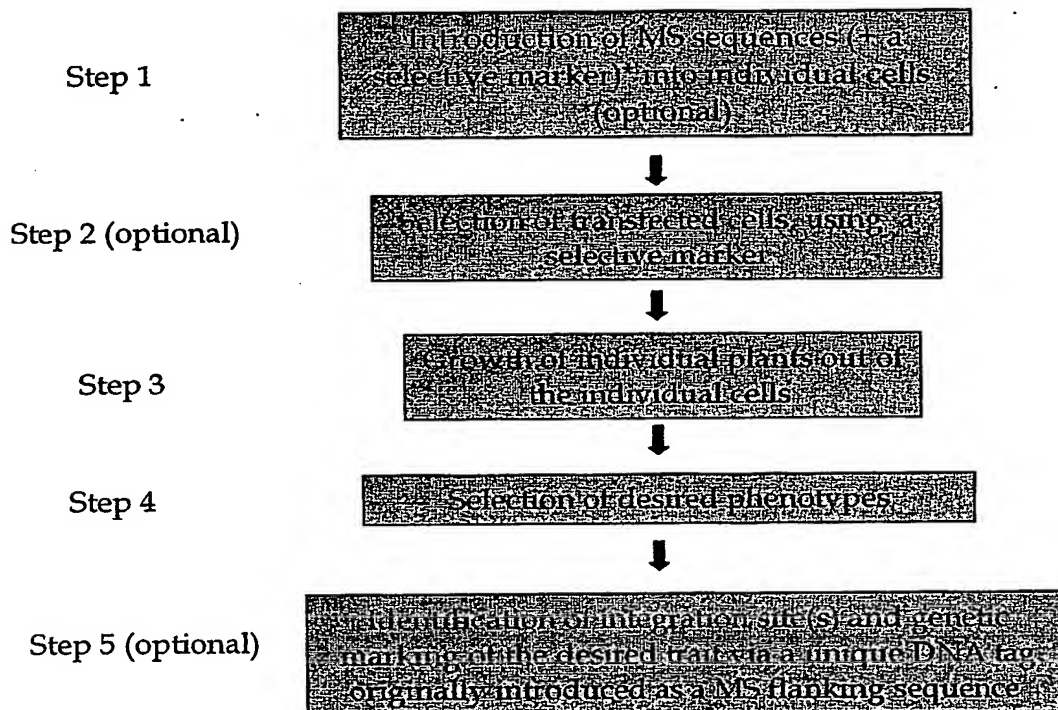 Step 1
Introduction of MS sequences (+ a
selective marker)* into individual cells
(optional)
Step 2 (optional)
Selection of transfected cells, using a
selective marker
Step 3
Growth of individual plants out of
the individual cells
Step 4
Selection of desired phenotypes
Step 5 (optional)
Identification of integration site(s) and genetic
marking of the desired trait via a unique DNA tag
originally introduced as a MS flanking sequence